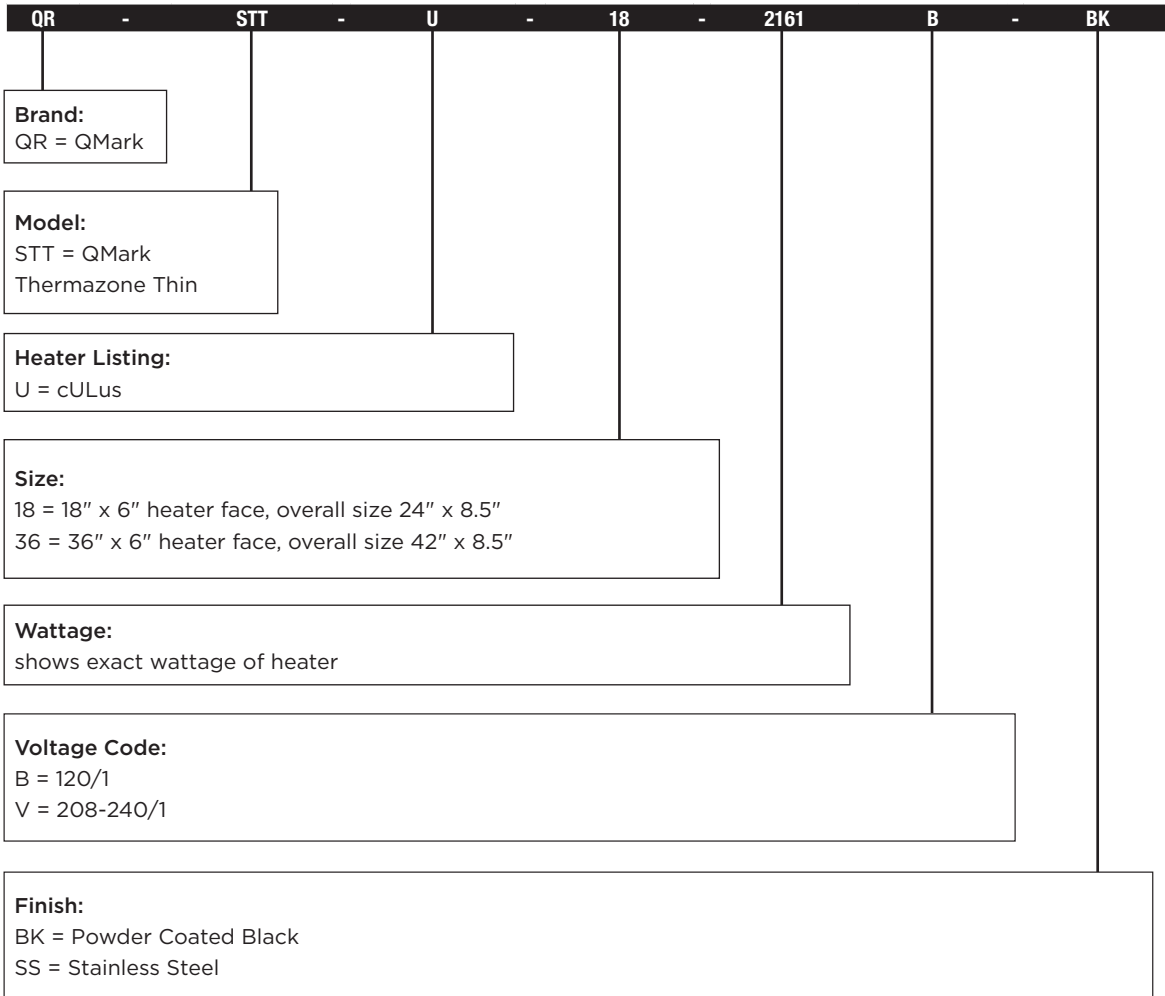 QR - STT - U - 18 - 2161 B - BK
Brand:
QR = QMark
Model:
STT = QMark
Thermazone Thin
Heater Listing:
U = cULus
Size:
18 = 18" x 6" heater face, overall size 24" x 8.5"
36 = 36" x 6" heater face, overall size 42" x 8.5"
Wattage:
shows exact wattage of heater
Voltage Code:
B = 120/1
V = 208-240/1
Finish:
BK = Powder Coated Black
SS = Stainless Steel